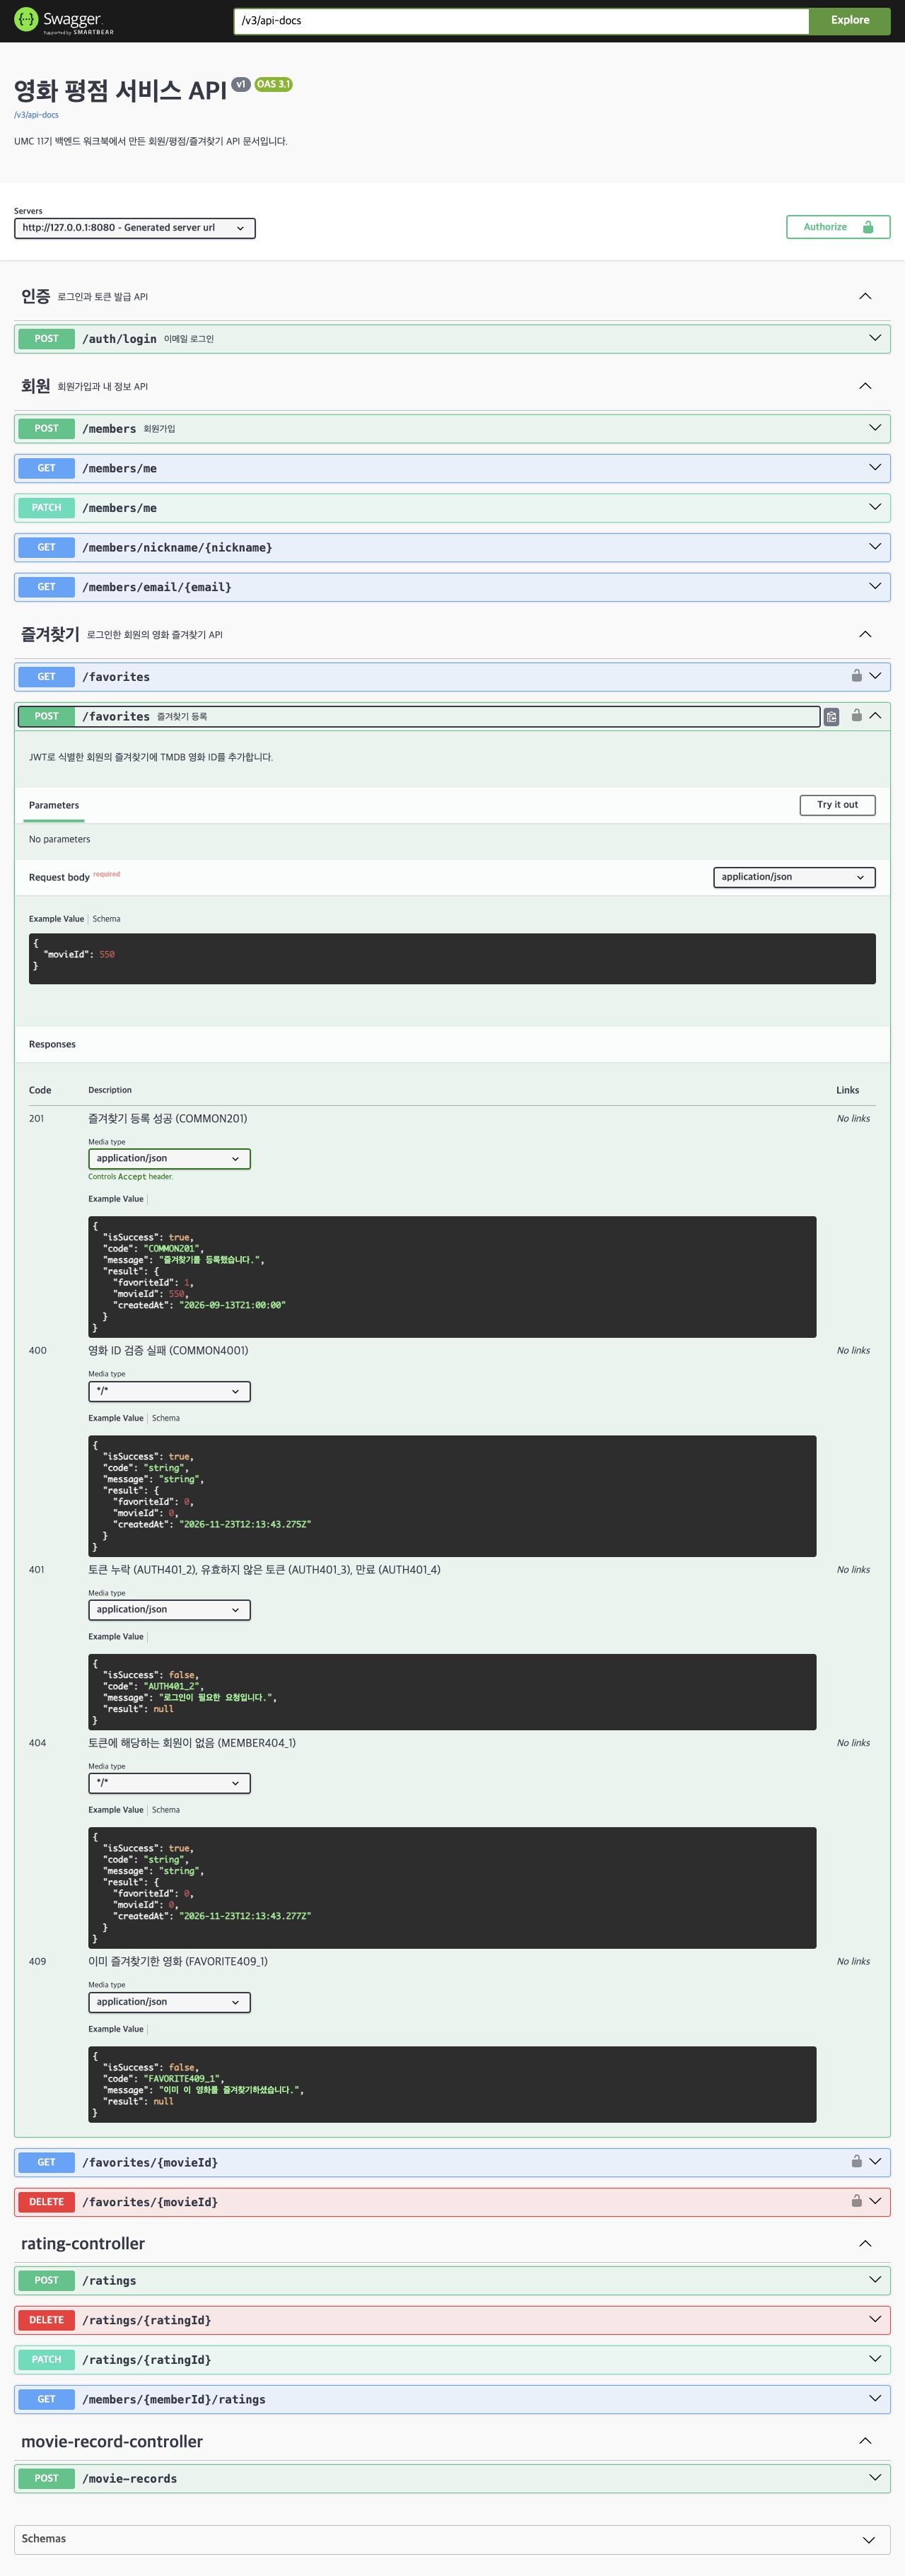 Swagger.
Supported by SMARTBEAR
/v3/api-docs
Explore
영화 평점 서비스 API v1 OAS 3.1
/v3/api-docs
UMC 11기 백엔드 워크북에서 만든 회원/평점/즐겨찾기 API 문서입니다.
Servers
http://127.0.0.1:8080 - Generated server url
Authorize
인증 로그인과 토큰 발급 API
POST /auth/login 이메일 로그인
회원 회원가입과 내 정보 API
POST /members 회원가입
GET /members/me
PATCH /members/me
GET /members/nickname/{nickname}
GET /members/email/{email}
즐겨찾기 로그인한 회원의 영화 즐겨찾기 API
GET /favorites
POST /favorites 즐겨찾기 등록
JWT로 식별한 회원의 즐겨찾기에 TMDB 영화 ID를 추가합니다.
Parameters
Try it out
No parameters
Request body required
application/json
Example Value Schema
{
"movieId": 550
}
Responses
Code Description Links
201 즐겨찾기 등록 성공 (COMMON201) No links
Media type
application/json
Controls Accept header.
Example Value
{
"isSuccess": true,
"code": "COMMON201",
"message": "즐겨찾기를 등록했습니다.",
"result": {
"favoriteId": 1,
"movieId": 550,
"createdAt": "2026-09-13T21:00:00"
}
}
400 영화 ID 검증 실패 (COMMON4001) No links
Media type
*/*
Example Value Schema
{
"isSuccess": true,
"code": "string",
"message": "string",
"result": {
"favoriteId": 0,
"movieId": 0,
"createdAt": "2026-11-23T12:13:43.275Z"
}
}
401 토큰 누락 (AUTH401_2), 유효하지 않은 토큰 (AUTH401_3), 만료 (AUTH401_4) No links
Media type
application/json
Example Value
{
"isSuccess": false,
"code": "AUTH401_2",
"message": "로그인이 필요한 요청입니다.",
"result": null
}
404 토큰에 해당하는 회원이 없음 (MEMBER404_1) No links
Media type
*/*
Example Value Schema
{
"isSuccess": true,
"code": "string",
"message": "string",
"result": {
"favoriteId": 0,
"movieId": 0,
"createdAt": "2026-11-23T12:13:43.277Z"
}
}
409 이미 즐겨찾기한 영화 (FAVORITE409_1) No links
Media type
application/json
Example Value
{
"isSuccess": false,
"code": "FAVORITE409_1",
"message": "이미 이 영화를 즐겨찾기하셨습니다.",
"result": null
}
GET /favorites/{movieId}
DELETE /favorites/{movieId}
rating-controller
POST /ratings
DELETE /ratings/{ratingId}
PATCH /ratings/{ratingId}
GET /members/{memberId}/ratings
movie-record-controller
POST /movie-records
Schemas